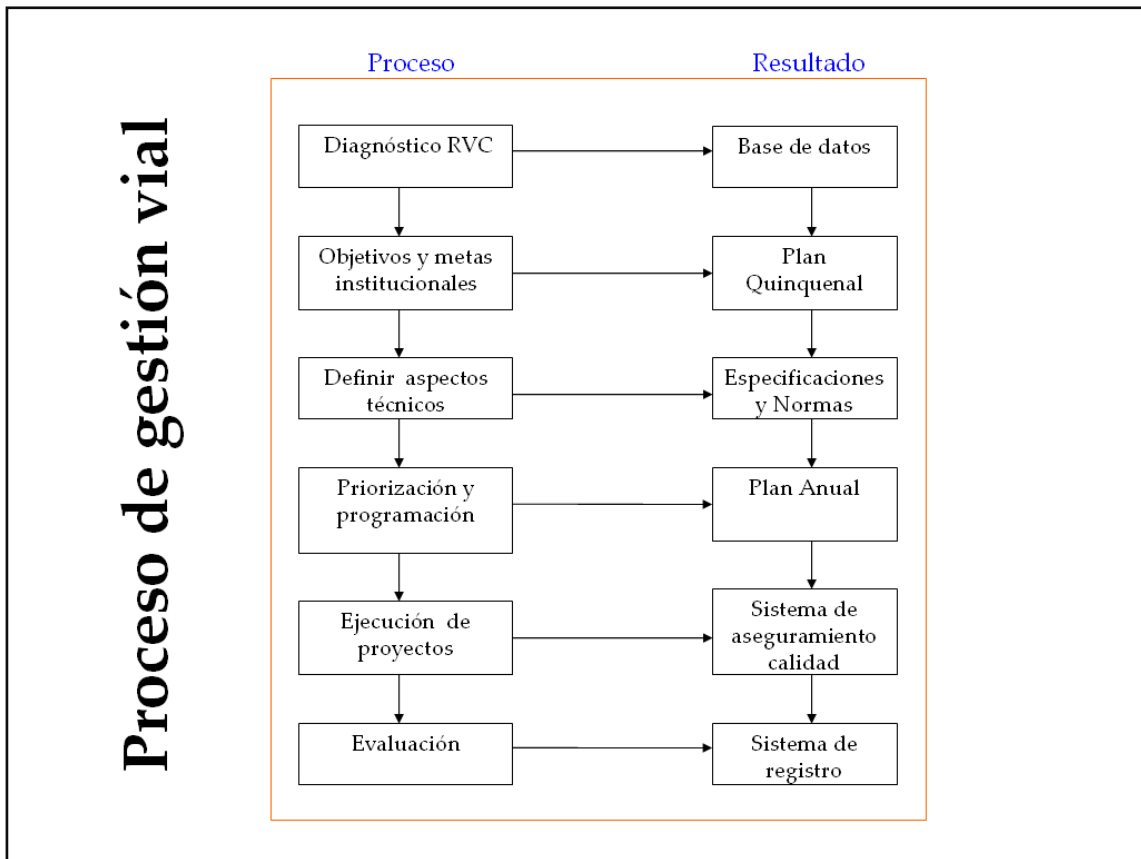 Proceso de gestión vial
Proceso
Resultado
Diagnóstico RVC
Base de datos
Objetivos y metas
institucionales
Plan
Quinquenal
Definir aspectos
técnicos
Especificaciones
y Normas
Priorización y
programación
Plan Anual
Ejecución de
proyectos
Sistema de
aseguramiento
calidad
Evaluación
Sistema de
registro